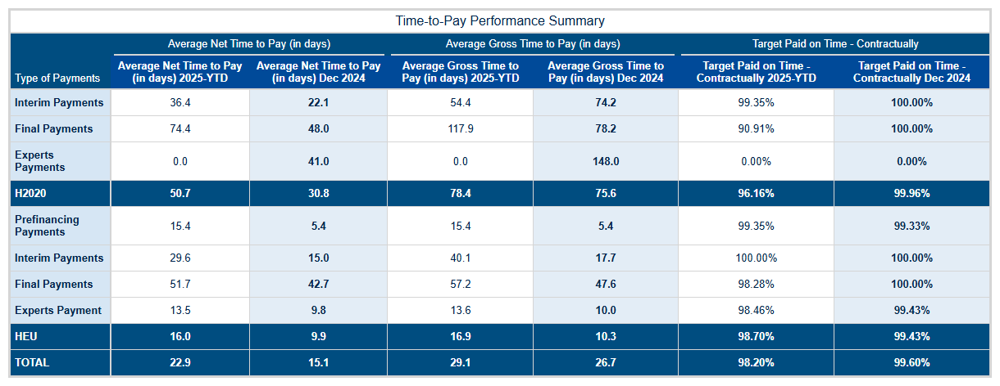 Time-to-Pay Performance Summary
Type of Payments Average Net Time to Pay (in days) Average Gross Time to Pay (in days) Target Paid on Time - Contractually
Average Net Time to Pay (in days) 2025-YTD Average Net Time to Pay (in days) Dec 2024 Average Gross Time to Pay (in days) 2025-YTD Average Gross Time to Pay (in days) Dec 2024 Target Paid on Time - Contractually 2025-YTD Target Paid on Time - Contractually Dec 2024
Interim Payments 36.4 22.1 54.4 74.2 99.35% 100.00%
Final Payments 74.4 48.0 117.9 78.2 90.91% 100.00%
Experts Payments 0.0 41.0 0.0 148.0 0.00% 0.00%
H2020 50.7 30.8 78.4 75.6 96.16% 99.96%
Prefinancing Payments 15.4 5.4 15.4 5.4 99.35% 99.33%
Interim Payments 29.6 15.0 40.1 17.7 100.00% 100.00%
Final Payments 51.7 42.7 57.2 47.6 98.28% 100.00%
Experts Payment 13.5 9.8 13.6 10.0 98.46% 99.43%
HEU 16.0 9.9 16.9 10.3 98.70% 99.43%
TOTAL 22.9 15.1 29.1 26.7 98.20% 99.60%